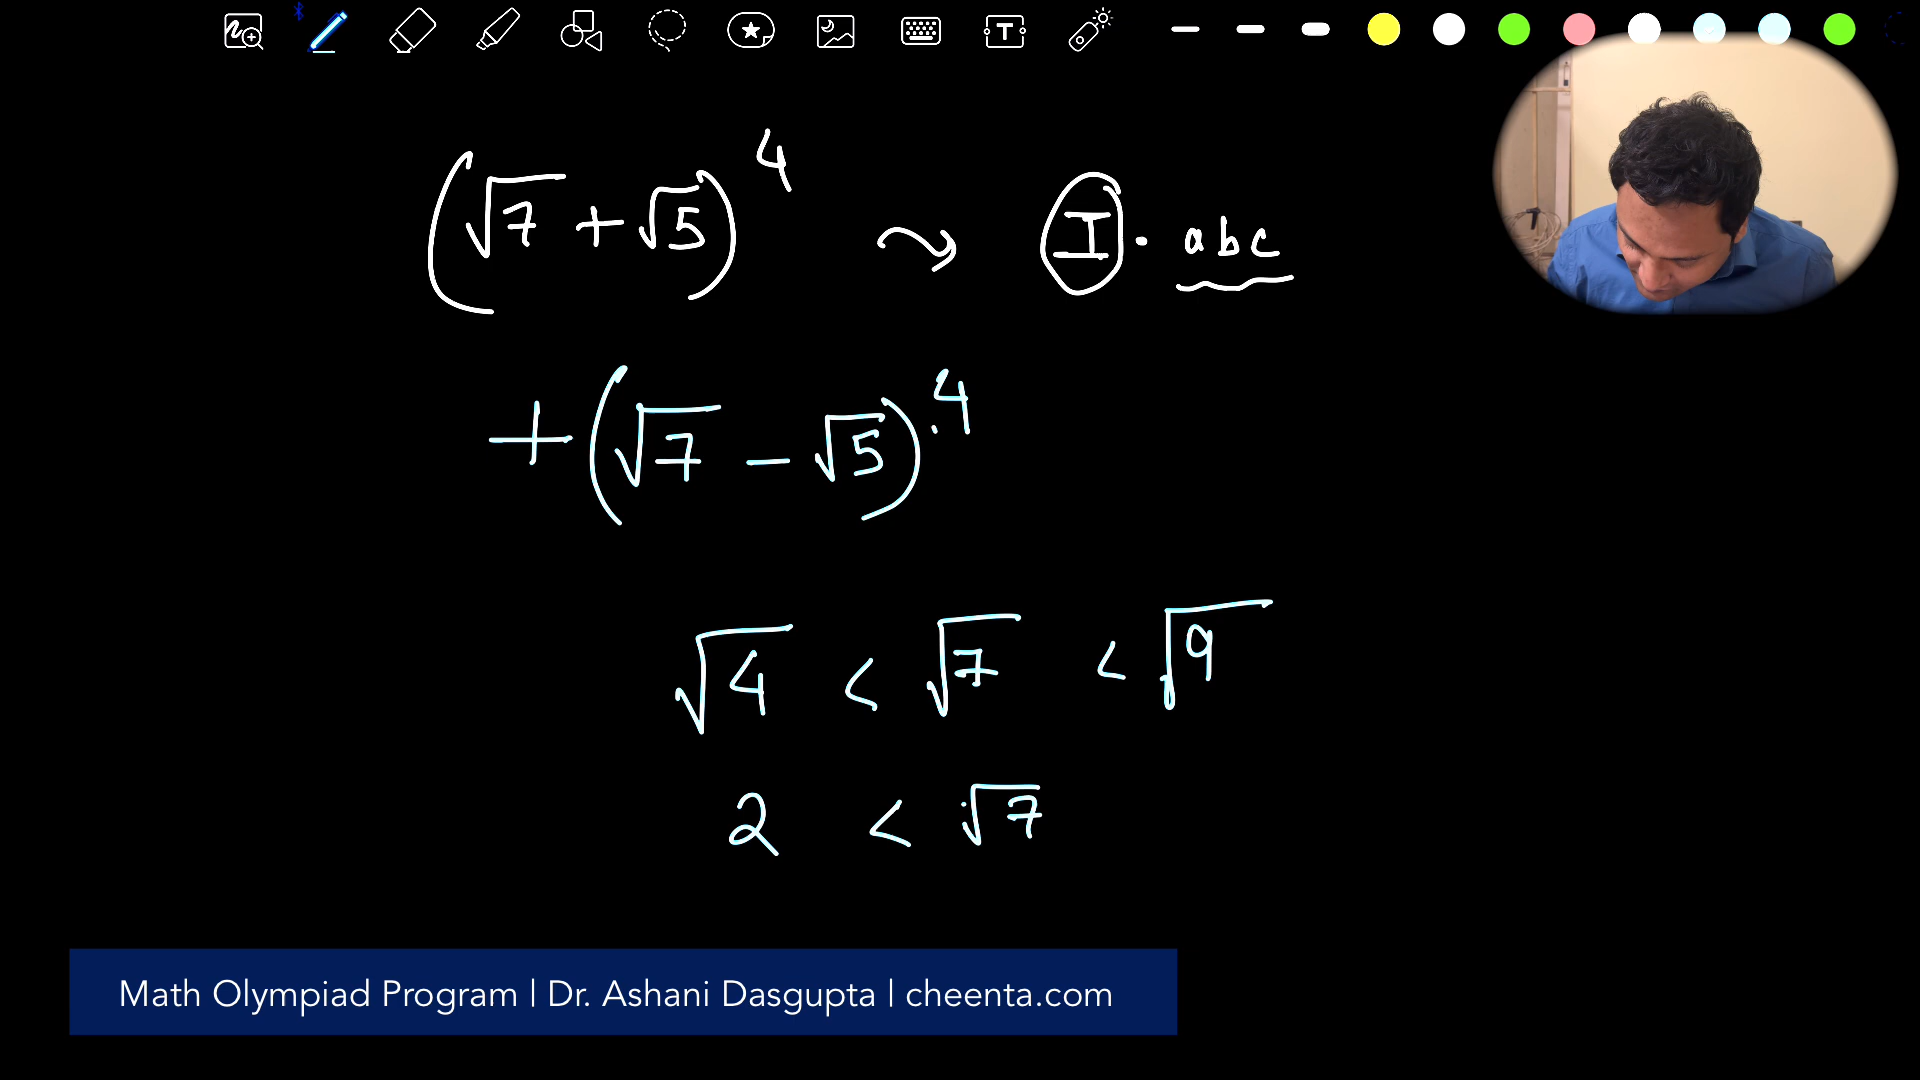 (√7 + √5)^4 ⤳ I . abc
+ (√7 − √5)^4
√4 < √7 < √9
2 < √7
Math Olympiad Program | Dr. Ashani Dasgupta | cheenta.com